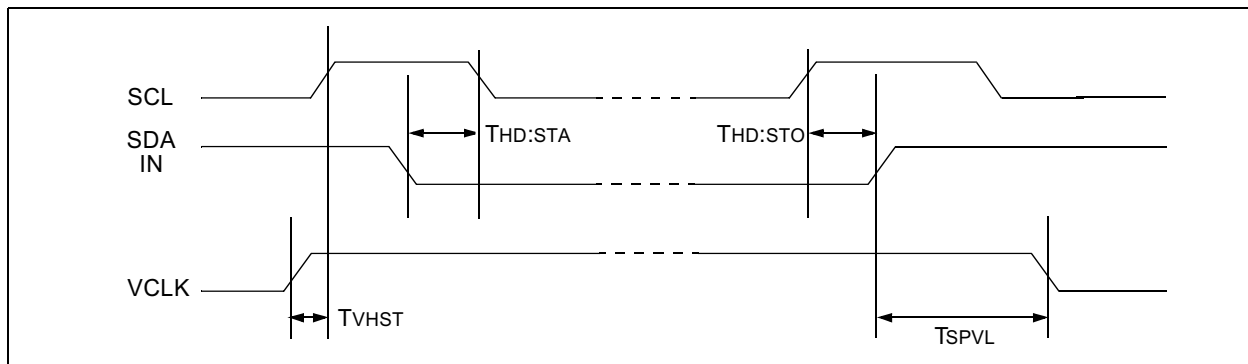 SCL
SDA
IN
THD:STA
THD:STO
VCLK
TVHST
TSPVL